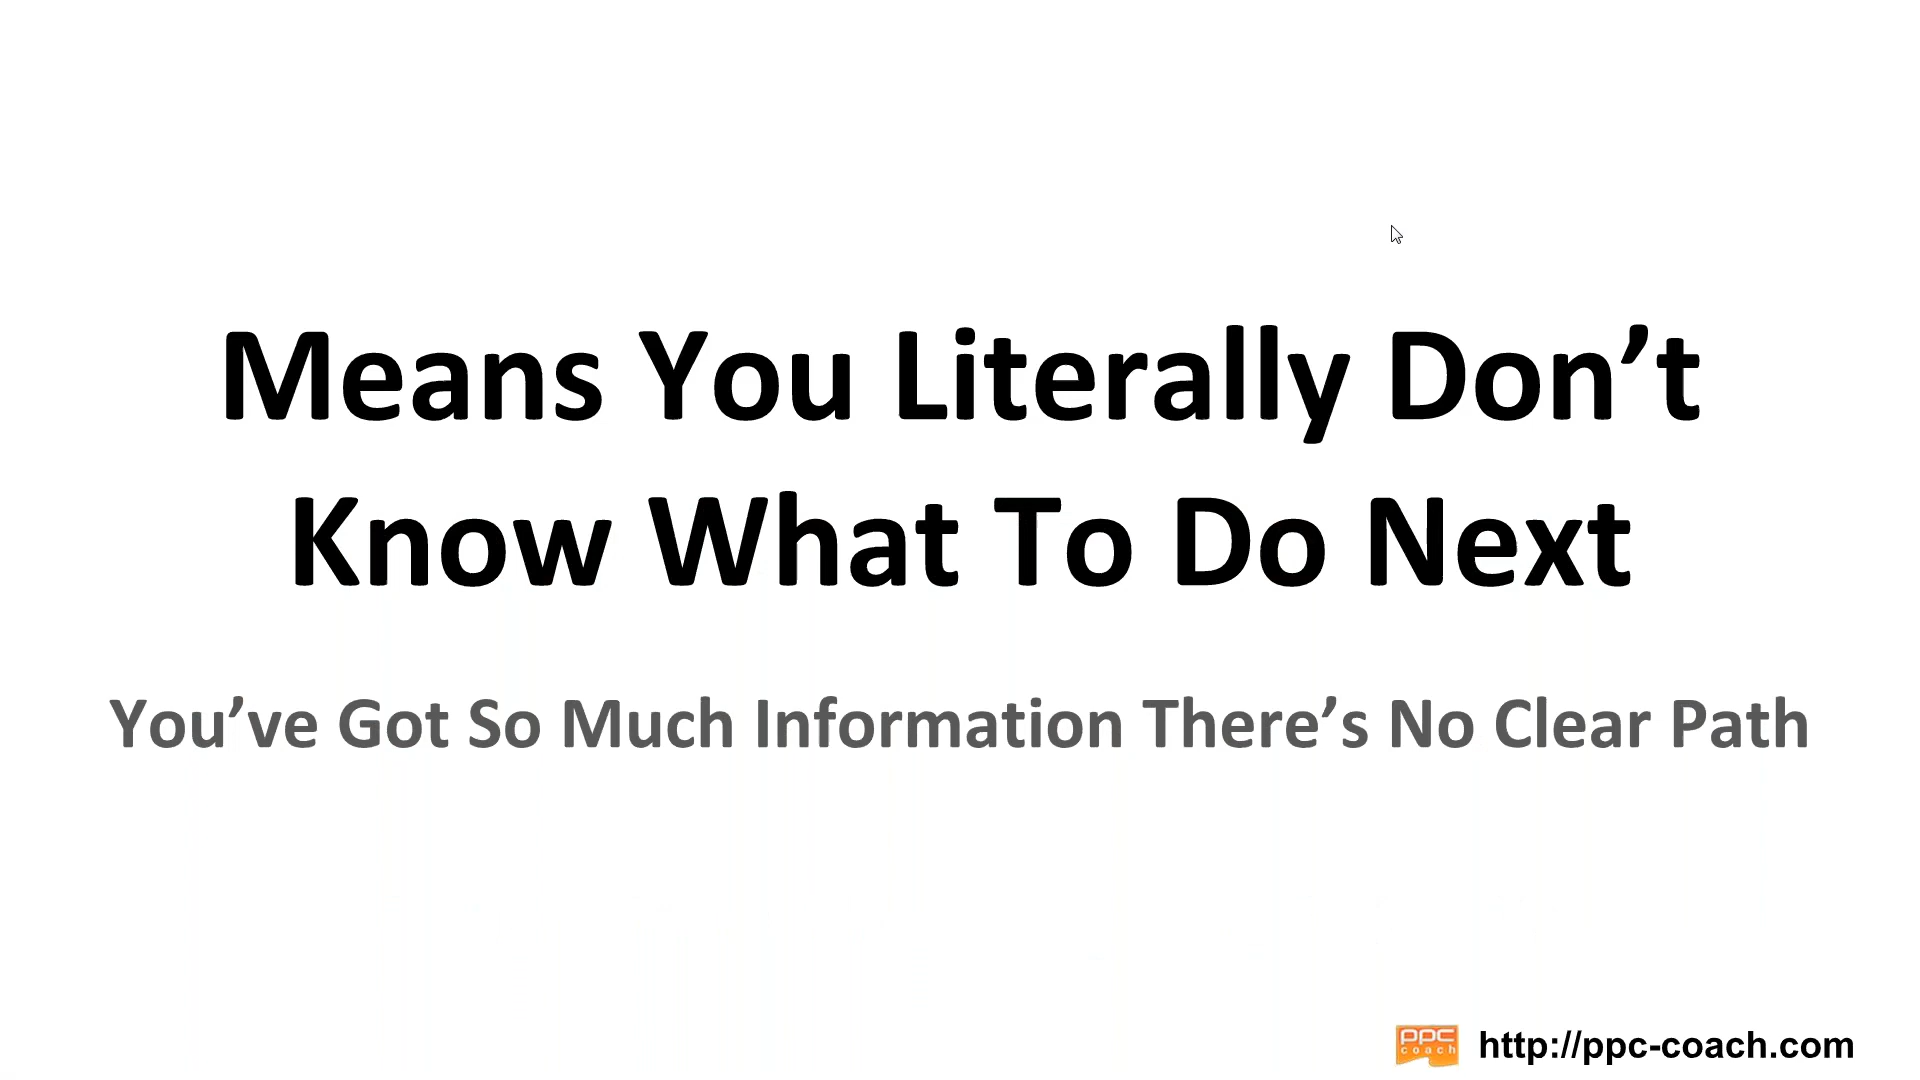 Means You Literally Don’t
Know What To Do Next
You’ve Got So Much Information There’s No Clear Path
ppc
coach
http://ppc-coach.com